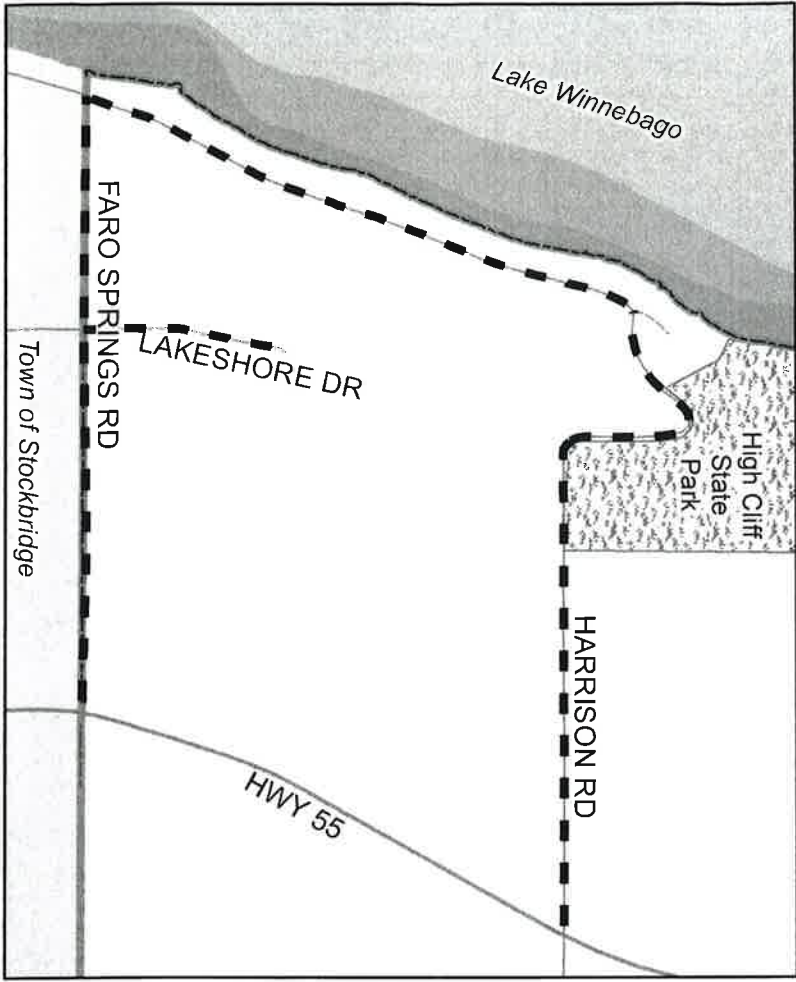 Lake Winnebago
High Cliff
State
Park
HARRISON RD
HWY 55
LAKESHORE DR
FARO SPRINGS RD
Town of Stockbridge